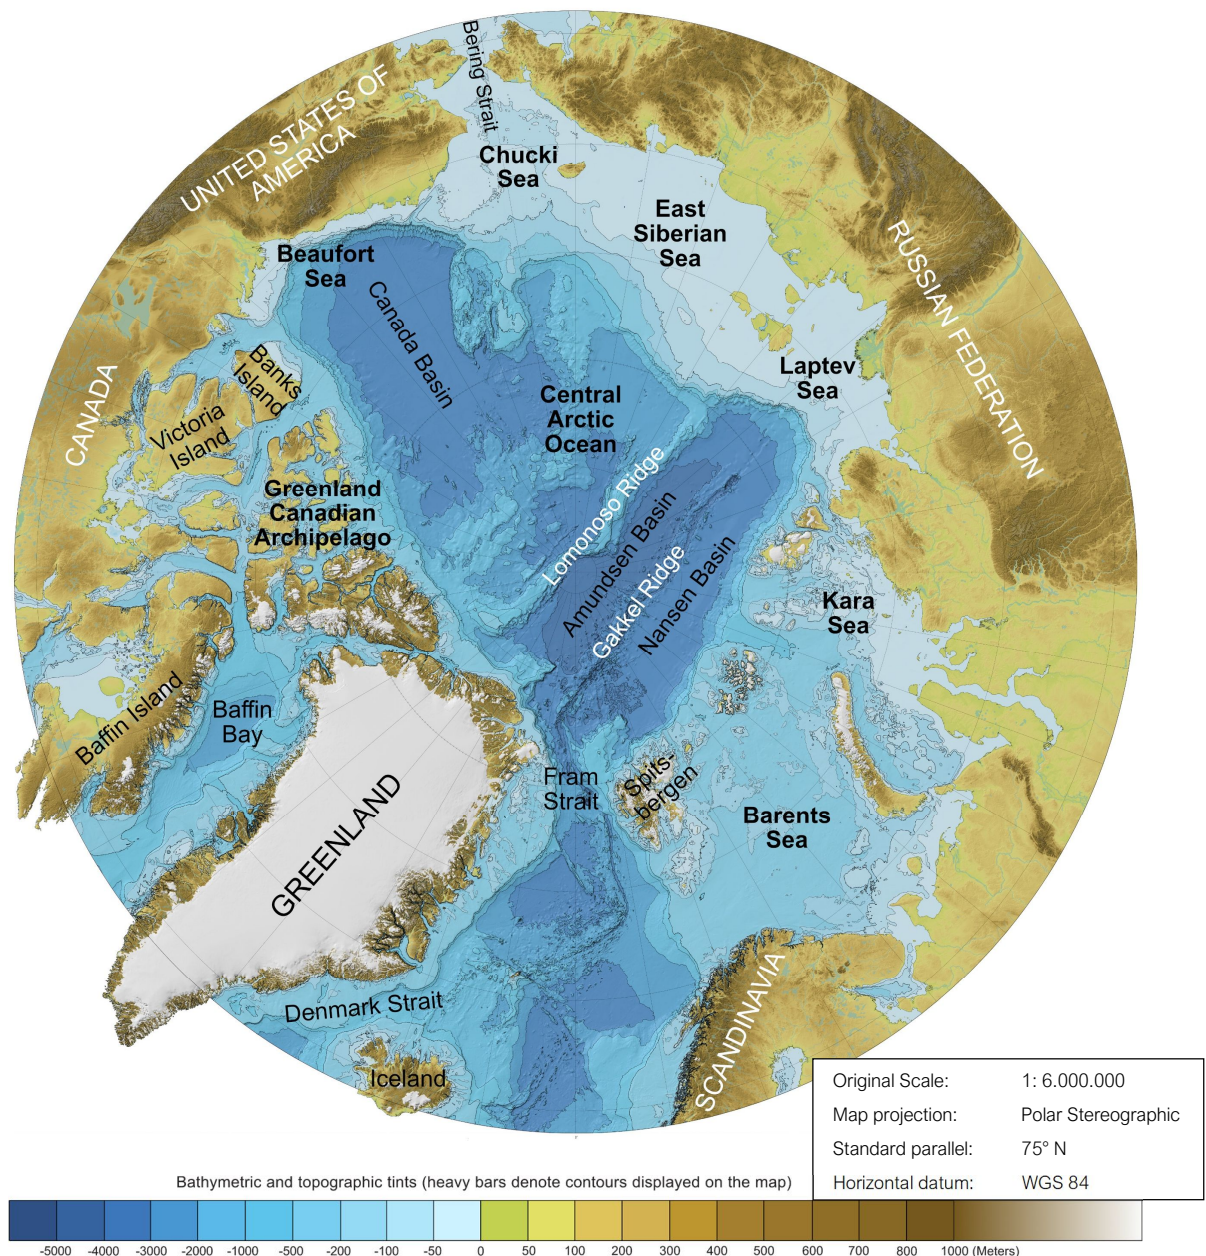 Bering Strait
UNITED STATES OF
AMERICA
Chucki
Sea
East
Siberian
Sea
RUSSIAN FEDERATION
Beaufort
Sea
Canada Basin
Laptev
Sea
Banks
Island
CANADA
Victoria
Island
Central
Arctic
Ocean
Greenland
Canadian
Archipelago
Lomonoso Ridge
Amundsen Basin
Gakkel Ridge
Nansen Basin
Kara
Sea
Baffin Island
Baffin
Bay
Fram
Strait
Spits-
bergen
Barents
Sea
GREENLAND
Denmark Strait
SCANDINAVIA
Iceland
Original Scale: 1: 6.000.000
Map projection: Polar Stereographic
Standard parallel: 75° N
Horizontal datum: WGS 84
Bathymetric and topographic tints (heavy bars denote contours displayed on the map)
-5000 -4000 -3000 -2000 -1000 -500 -200 -100 -50 0 50 100 200 300 400 500 600 700 800 1000 (Meters)